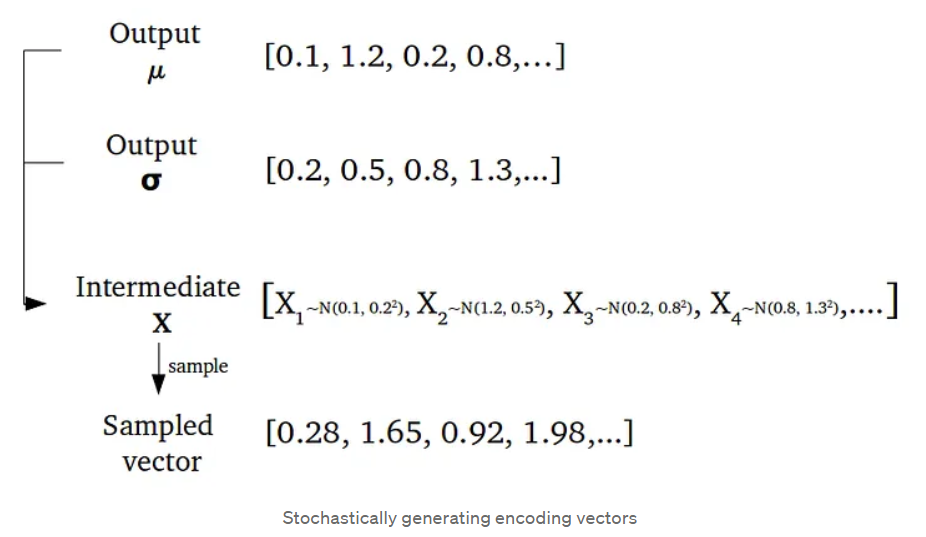 Output
μ
[0.1, 1.2, 0.2, 0.8,...]
Output
σ
[0.2, 0.5, 0.8, 1.3,...]
Intermediate
X
[X₁~N(0.1, 0.2²), X₂~N(1.2, 0.5²), X₃~N(0.2, 0.8²), X₄~N(0.8, 1.3²),....]
sample
Sampled
vector
[0.28, 1.65, 0.92, 1.98,...]
Stochastically generating encoding vectors